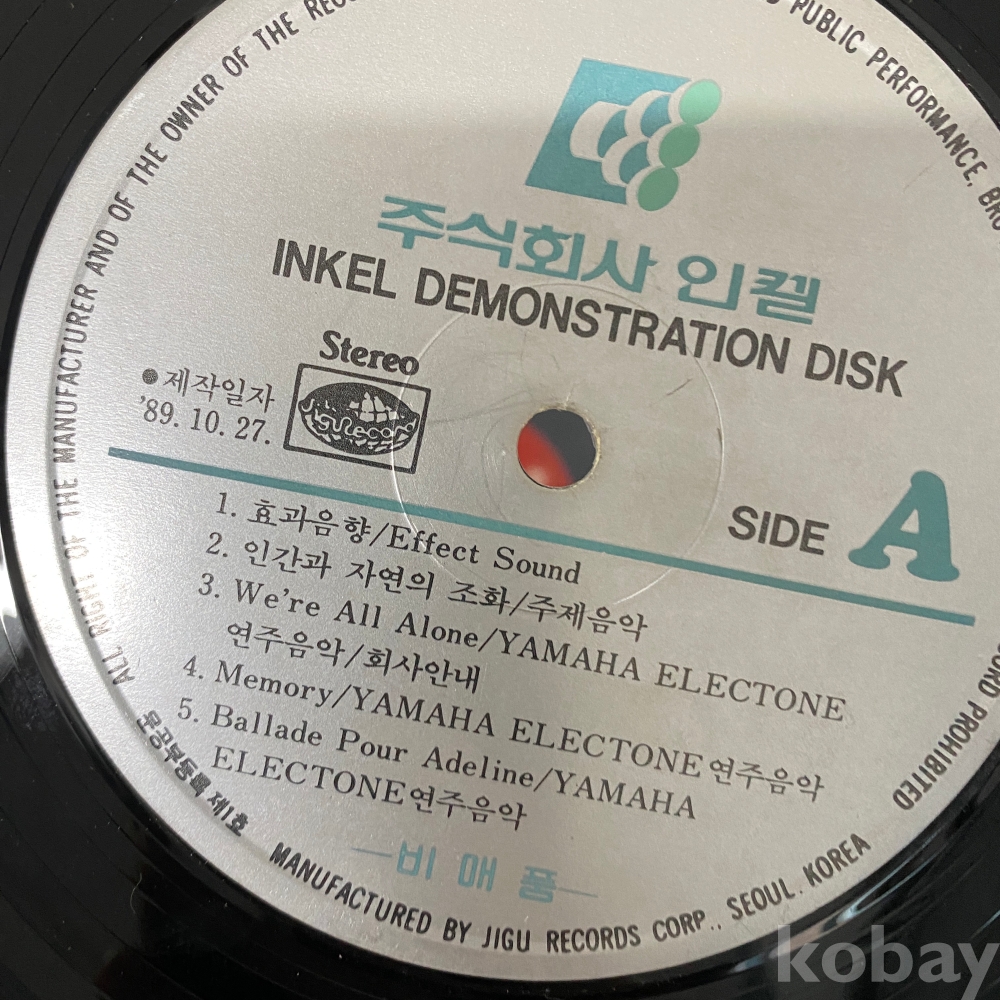 ALL RIGHT OF THE MANUFACTURER AND OF THE OWNER OF THE
PUBLIC PERFORMANCE,
PROHIBITED
주식회사 인켈
INKEL DEMONSTRATION DISK
Stereo
JIGU RECORD
● 제작일자
'89. 10. 27.
SIDE A
1. 효과음향/Effect Sound
2. 인간과 자연의 조화/주제음악
3. We're All Alone/YAMAHA ELECTONE
연주음악/회사안내
4. Memory/YAMAHA ELECTONE연주음악
5. Ballade Pour Adeline/YAMAHA
ELECTONE연주음악
—비매품—
문공부등록 제1호
MANUFACTURED BY JIGU RECORDS CORP., SEOUL. KOREA
kobay